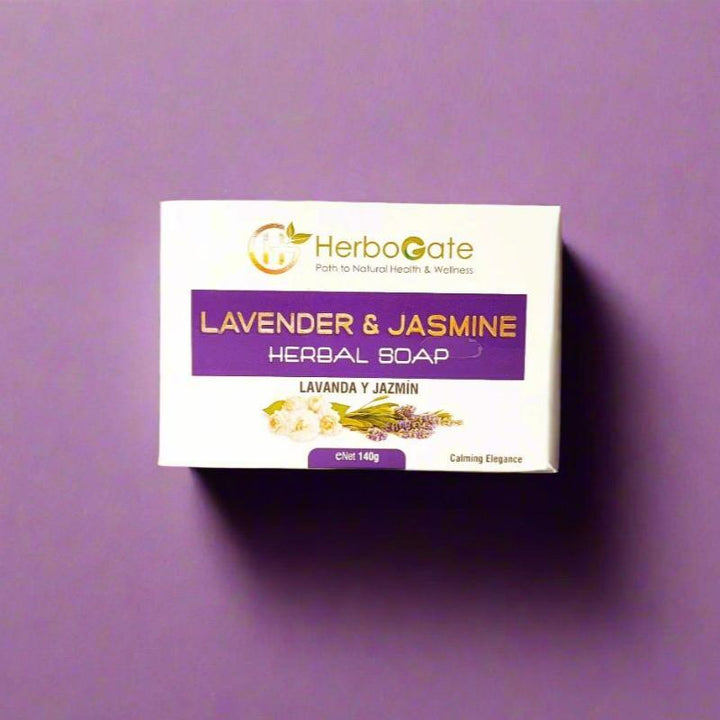 HerboGate
Path to Natural Health & Wellness
LAVENDER & JASMINE
HERBAL SOAP
LAVANDA Y JAZMÍN
eNet 140g
Calming Elegance